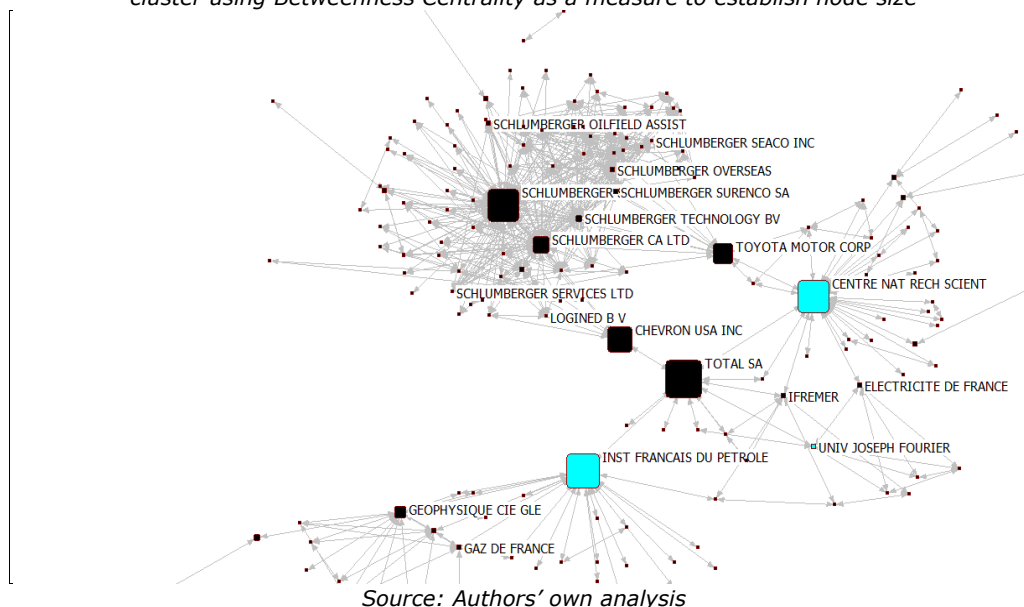 cluster using Betweenness Centrality as a measure to establish node size
SCHLUMBERGER OILFIELD ASSIST
SCHLUMBERGER SEACO INC
SCHLUMBERGER OVERSEAS
SCHLUMBERGER
SCHLUMBERGER SURENCO SA
SCHLUMBERGER TECHNOLOGY BV
SCHLUMBERGER CA LTD
TOYOTA MOTOR CORP
CENTRE NAT RECH SCIENT
SCHLUMBERGER SERVICES LTD
LOGINED B V
CHEVRON USA INC
TOTAL SA
ELECTRICITE DE FRANCE
IFREMER
UNIV JOSEPH FOURIER
INST FRANCAIS DU PETROLE
GEOPHYSIQUE CIE GLE
GAZ DE FRANCE
Source: Authors' own analysis